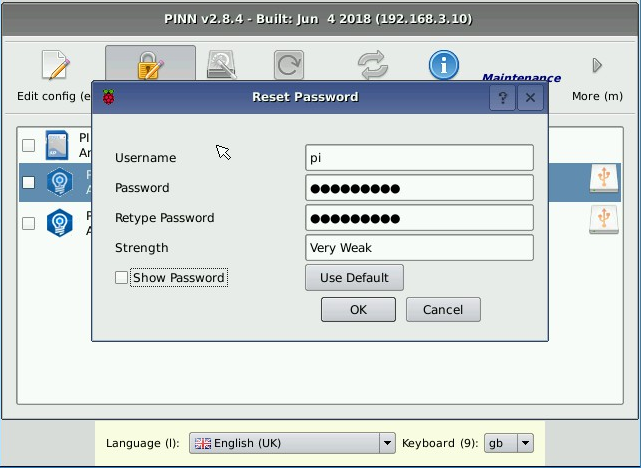 PINN v2.8.4 - Built: Jun  4 2018 (192.168.3.10)
Edit config (e
Maintenance
More (m)
Reset Password
?
PI
Ar
P
A
P
A
Username
pi
Password
●●●●●●●●●
Retype Password
●●●●●●●●●
Strength
Very Weak
Show Password
Use Default
OK
Cancel
Language (l):
English (UK)
Keyboard (9):
gb